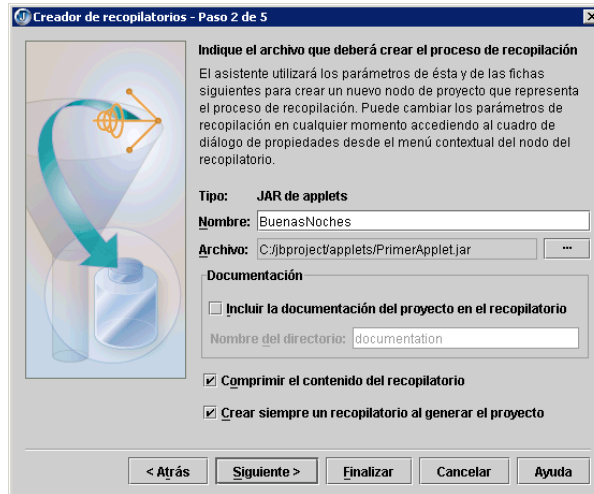 Creador de recopilatorios - Paso 2 de 5
Indique el archivo que deberá crear el proceso de recopilación
El asistente utilizará los parámetros de ésta y de las fichas
siguientes para crear un nuevo nodo de proyecto que representa
el proceso de recopilación. Puede cambiar los parámetros de
recopilación en cualquier momento accediendo al cuadro de
diálogo de propiedades desde el menú contextual del nodo del
recopilatorio.
Tipo: JAR de applets
Nombre: BuenasNoches
Archivo: C:/jbproject/applets/PrimerApplet.jar ...
Documentación
Incluir la documentación del proyecto en el recopilatorio
Nombre del directorio: documentation
Comprimir el contenido del recopilatorio
Crear siempre un recopilatorio al generar el proyecto
< Atrás Siguiente > Finalizar Cancelar Ayuda